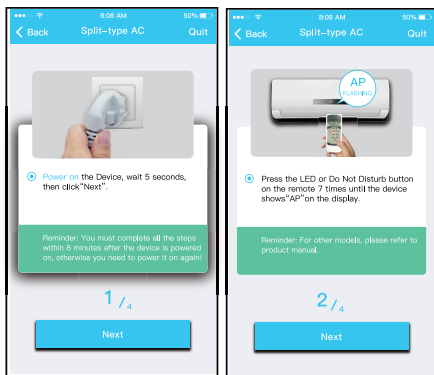 8:08 AM
50%
Back
Split-type AC
Quit
Power on the Device, wait 5 seconds,
then click“Next”.
Reminder: You must complete all the steps
within 8 minutes after the device is powered
on, otherwise you need to power it on again!
1/4
Next
8:08 AM
50%
Back
Split-type AC
Quit
AP
FLASHING
Press the LED or Do Not Disturb button
on the remote 7 times until the device
shows“AP”on the display.
Reminder: For other models, please refer to
product manual.
2/4
Next